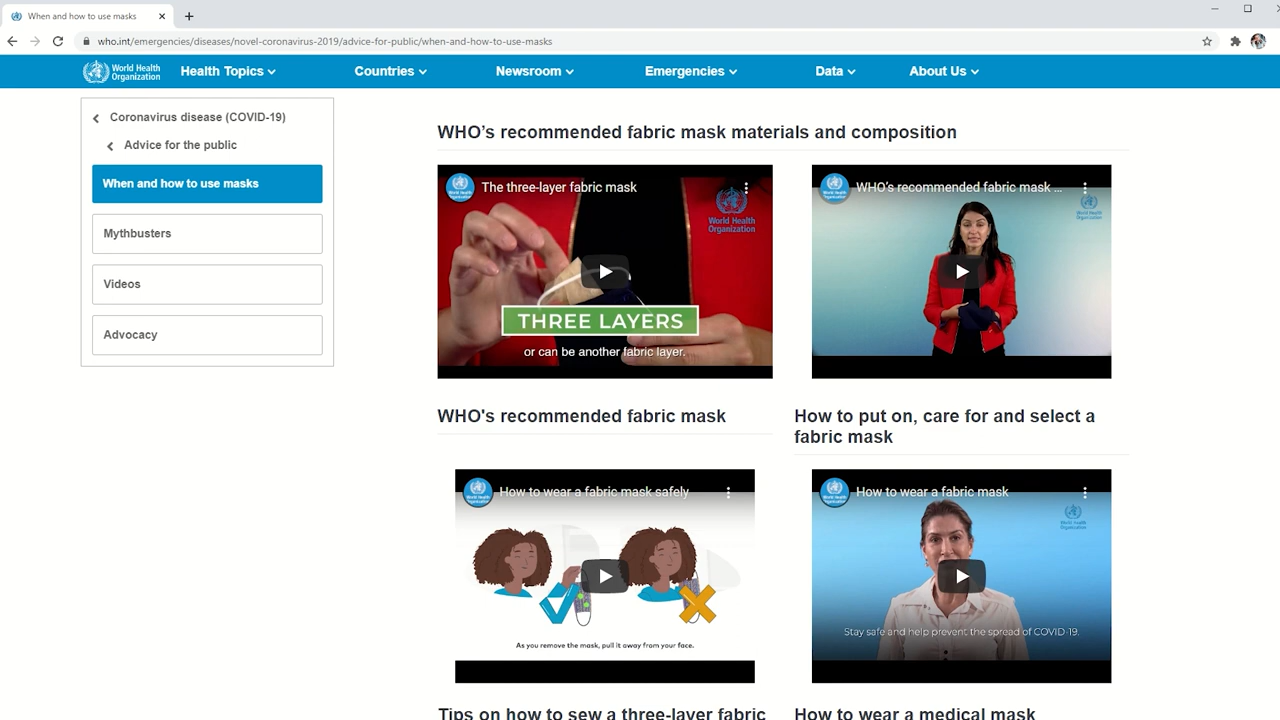 When and how to use masks
who.int/emergencies/diseases/novel-coronavirus-2019/advice-for-public/when-and-how-to-use-masks
World Health
Organization
Health Topics
Countries
Newsroom
Emergencies
Data
About Us
Coronavirus disease (COVID-19)
Advice for the public
When and how to use masks
Mythbusters
Videos
Advocacy
WHO’s recommended fabric mask materials and composition
The three-layer fabric mask
World Health
Organization
THREE LAYERS
or can be another fabric layer.
WHO’s recommended fabric mask ...
WHO's recommended fabric mask
How to put on, care for and select a
fabric mask
How to wear a fabric mask safely
As you remove the mask, pull it away from your face.
How to wear a fabric mask
Stay safe and help prevent the spread of COVID-19.
Tips on how to sew a three-layer fabric
How to wear a medical mask